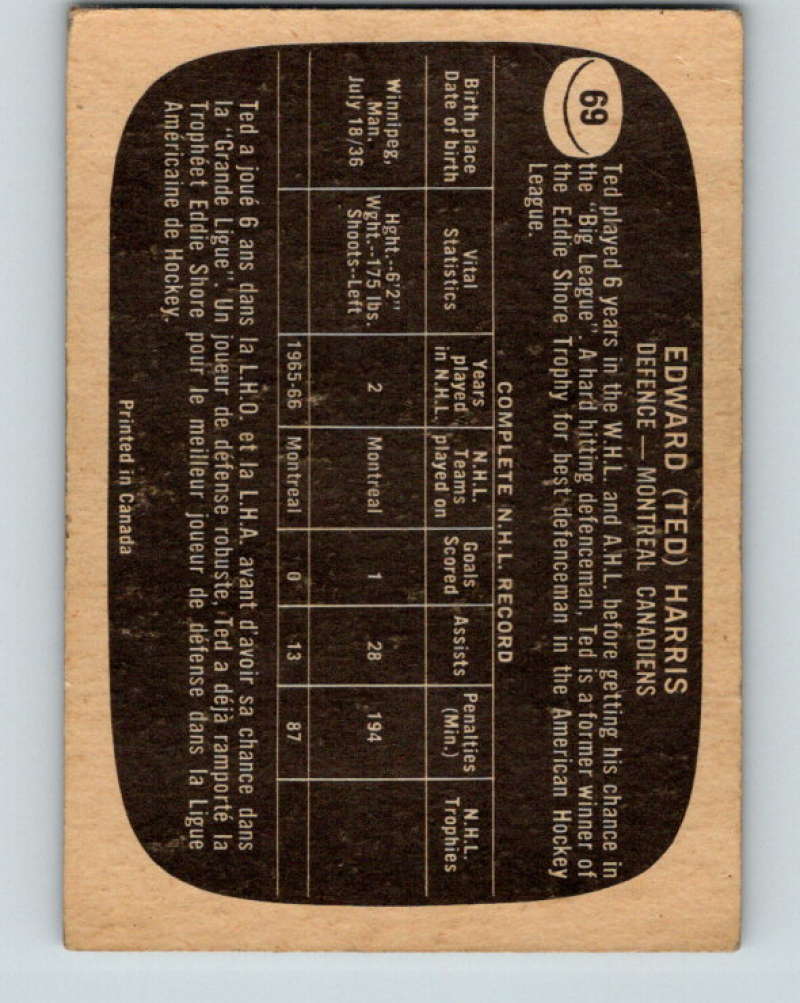 69
EDWARD (TED) HARRIS
DEFENCE — MONTREAL CANADIENS
Ted played 6 years in the W.H.L. and A.H.L. before getting his chance in
the "Big League". A hard hitting defenceman, Ted is a former winner of
the Eddie Shore Trophy for best defenceman in the American Hockey
League.
COMPLETE N.H.L. RECORD
Birth place
Date of birth
Vital
Statistics
Years
played
in N.H.L.
N.H.L.
Teams
played on
Goals
Scored
Assists
Penalties
(Min.)
N.H.L.
Trophies
Winnipeg,
Man.
July 18/36
Hght.--6'2"
Wght.--175 lbs.
Shoots--Left
2
Montreal
1
28
194
1965-66
Montreal
0
13
87
Ted a joué 6 ans dans la L.H.O. et la L.H.A. avant d'avoir sa chance dans
la "Grande Ligue". Un joueur de défense robuste, Ted a déjà ramporté la
Trophéet Eddie Shore pour le meilleur joueur de défense dans la Ligue
Américaine de Hockey.
Printed in Canada